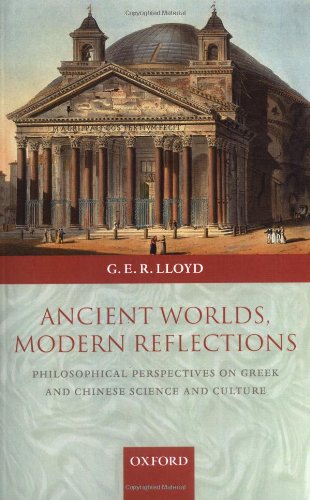 G. E. R. LLOYD
ANCIENT WORLDS,
MODERN REFLECTIONS
PHILOSOPHICAL PERSPECTIVES ON GREEK
AND CHINESE SCIENCE AND CULTURE
OXFORD